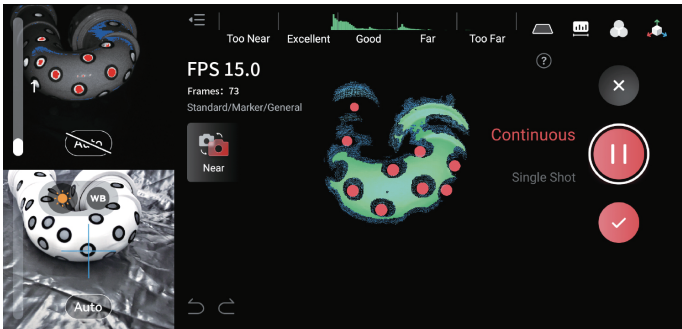 Too Near Excellent Good Far Too Far
FPS 15.0
Frames: 73
Standard/Marker/General
Near
?
Continuous
Single Shot
Auto
WB
Auto